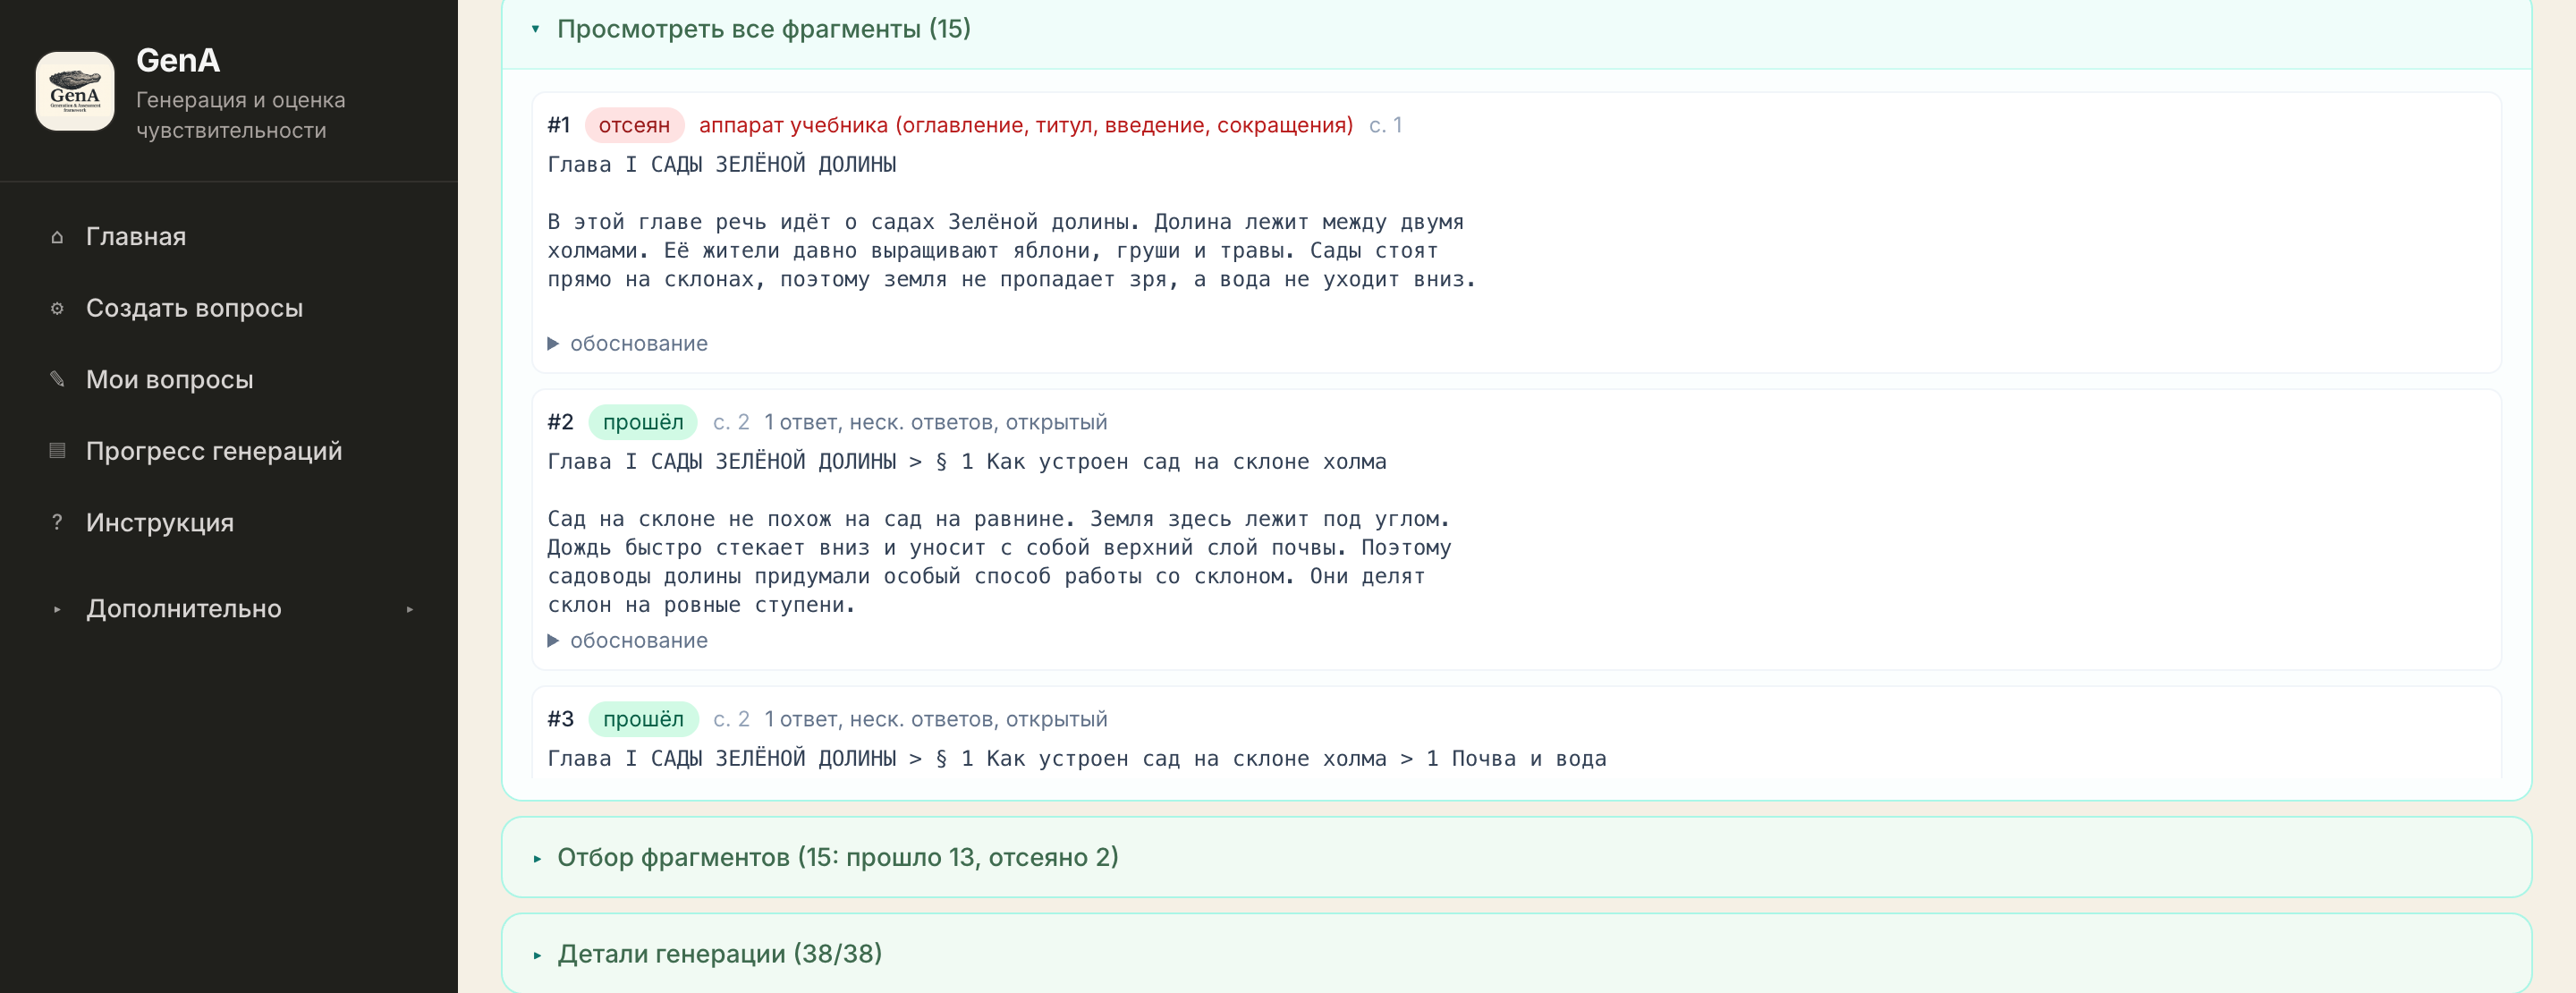 GenA
Генерация и оценка
чувствительности
GenA
Главная
Создать вопросы
Мои вопросы
Прогресс генераций
? Инструкция
Дополнительно
Просмотреть все фрагменты (15)
#1 отсеян аппарат учебника (оглавление, титул, введение, сокращения) с. 1
Глава I САДЫ ЗЕЛЁНОЙ ДОЛИНЫ
В этой главе речь идёт о садах Зелёной долины. Долина лежит между двумя
холмами. Её жители давно выращивают яблони, груши и травы. Сады стоят
прямо на склонах, поэтому земля не пропадает зря, а вода не уходит вниз.
обоснование
#2 прошёл с. 2 1 ответ, неск. ответов, открытый
Глава I САДЫ ЗЕЛЁНОЙ ДОЛИНЫ > § 1 Как устроен сад на склоне холма
Сад на склоне не похож на сад на равнине. Земля здесь лежит под углом.
Дождь быстро стекает вниз и уносит с собой верхний слой почвы. Поэтому
садоводы долины придумали особый способ работы со склоном. Они делят
склон на ровные ступени.
обоснование
#3 прошёл с. 2 1 ответ, неск. ответов, открытый
Глава I САДЫ ЗЕЛЁНОЙ ДОЛИНЫ > § 1 Как устроен сад на склоне холма > 1 Почва и вода
Отбор фрагментов (15: прошло 13, отсеяно 2)
Детали генерации (38/38)